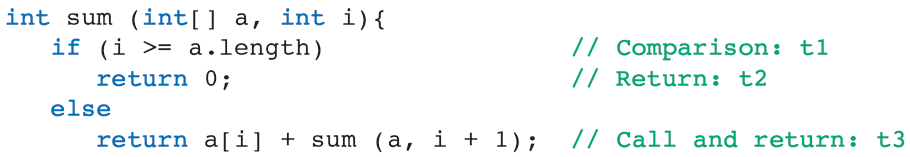 int sum (int[] a, int i){
   if (i >= a.length)                // Comparison: t1
      return 0;                      // Return: t2
   else
      return a[i] + sum (a, i + 1);  // Call and return: t3